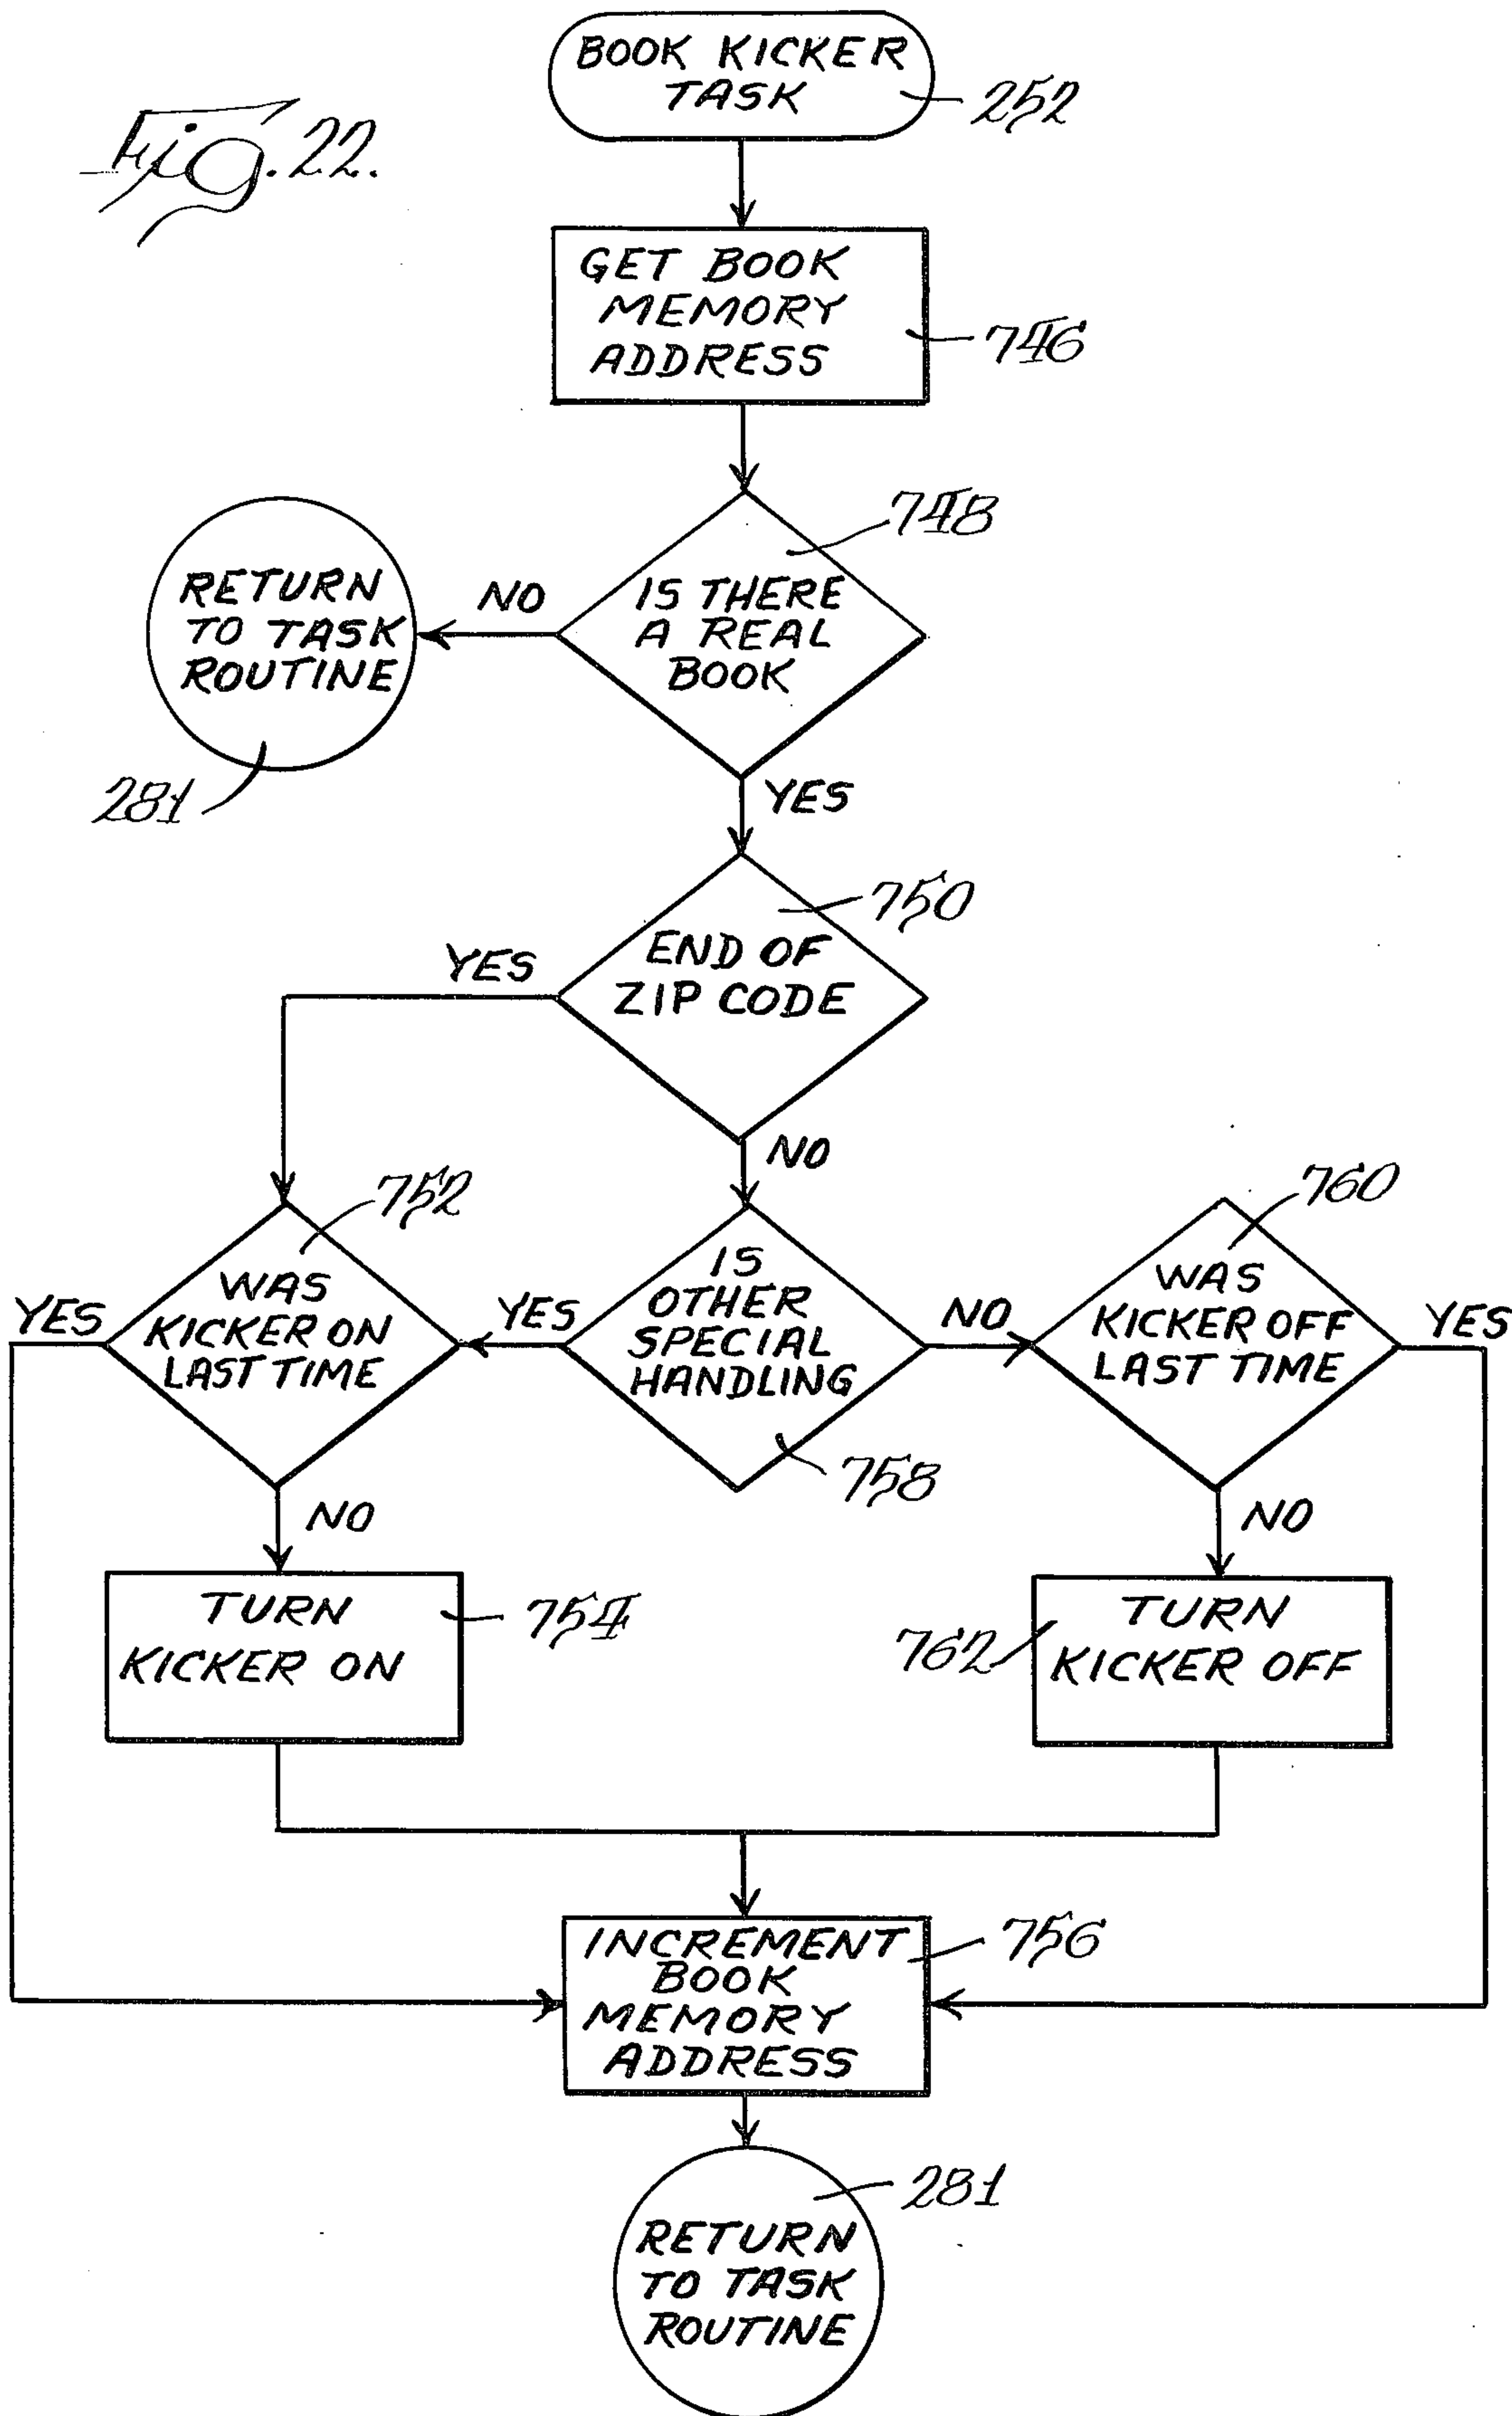 BOOK KICKER
TASK
252
Fig. 22.
GET BOOK
MEMORY
ADDRESS
746
748
IS THERE
A REAL
BOOK
NO
RETURN
TO TASK
ROUTINE
281
YES
750
END OF
ZIP CODE
YES
NO
752
WAS
KICKER ON
LAST TIME
YES
YES
IS
OTHER
SPECIAL
HANDLING
758
NO
760
WAS
KICKER OFF
LAST TIME
YES
NO
NO
TURN
KICKER ON
754
762
TURN
KICKER OFF
INCREMENT
BOOK
MEMORY
ADDRESS
756
281
RETURN
TO TASK
ROUTINE